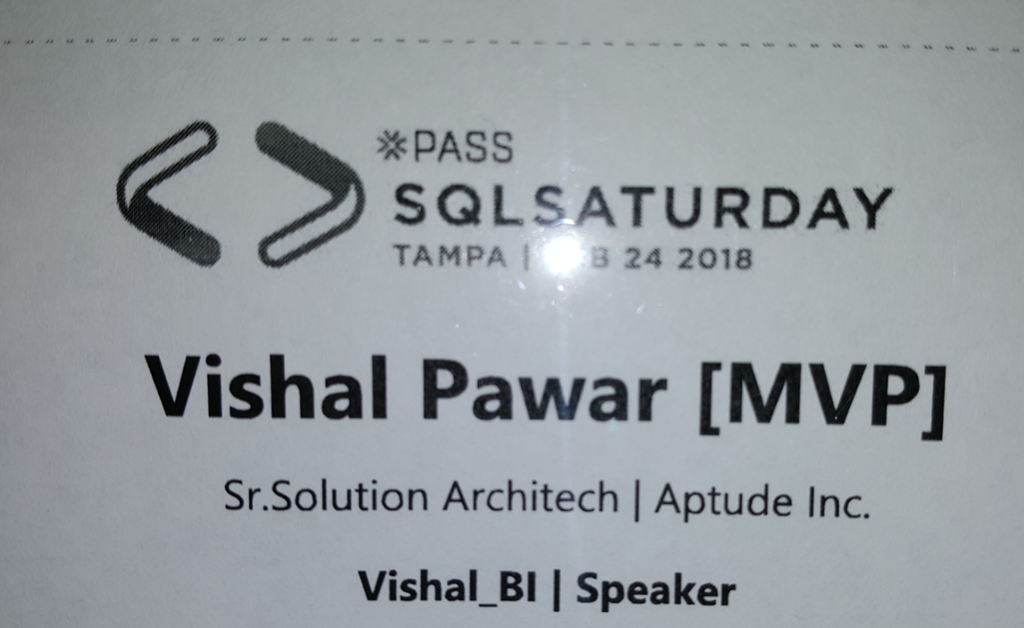 PASS
SQLSATURDAY
TAMPA | B 24 2018
Vishal Pawar [MVP]
Sr.Solution Architech | Aptude Inc.
Vishal_BI | Speaker